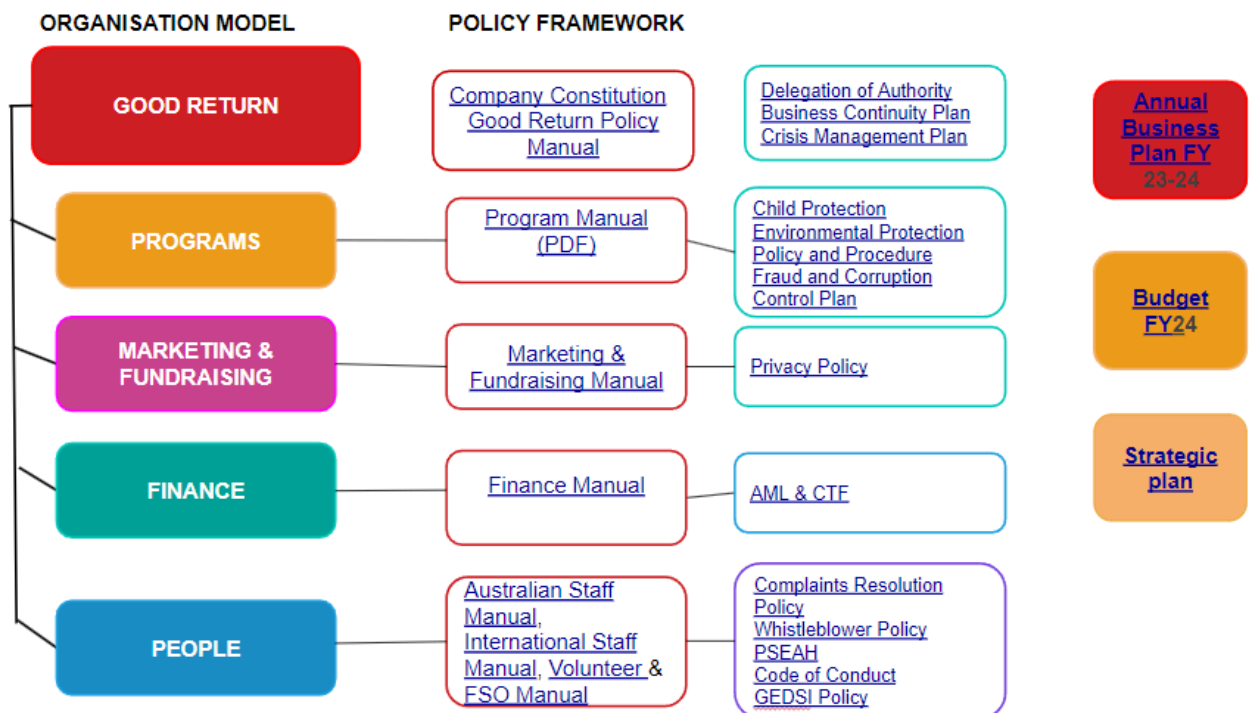 ORGANISATION MODEL
POLICY FRAMEWORK
GOOD RETURN
Company Constitution
Good Return Policy
Manual
Delegation of Authority
Business Continuity Plan
Crisis Management Plan
Annual
Business
Plan FY
23-24
PROGRAMS
Program Manual
(PDF)
Child Protection
Environmental Protection
Policy and Procedure
Fraud and Corruption
Control Plan
Budget
FY24
MARKETING &
FUNDRAISING
Marketing &
Fundraising Manual
Privacy Policy
Strategic
plan
FINANCE
Finance Manual
AML & CTF
PEOPLE
Australian Staff
Manual,
International Staff
Manual, Volunteer &
FSO Manual
Complaints Resolution
Policy
Whistleblower Policy
PSEAH
Code of Conduct
GEDSI Policy